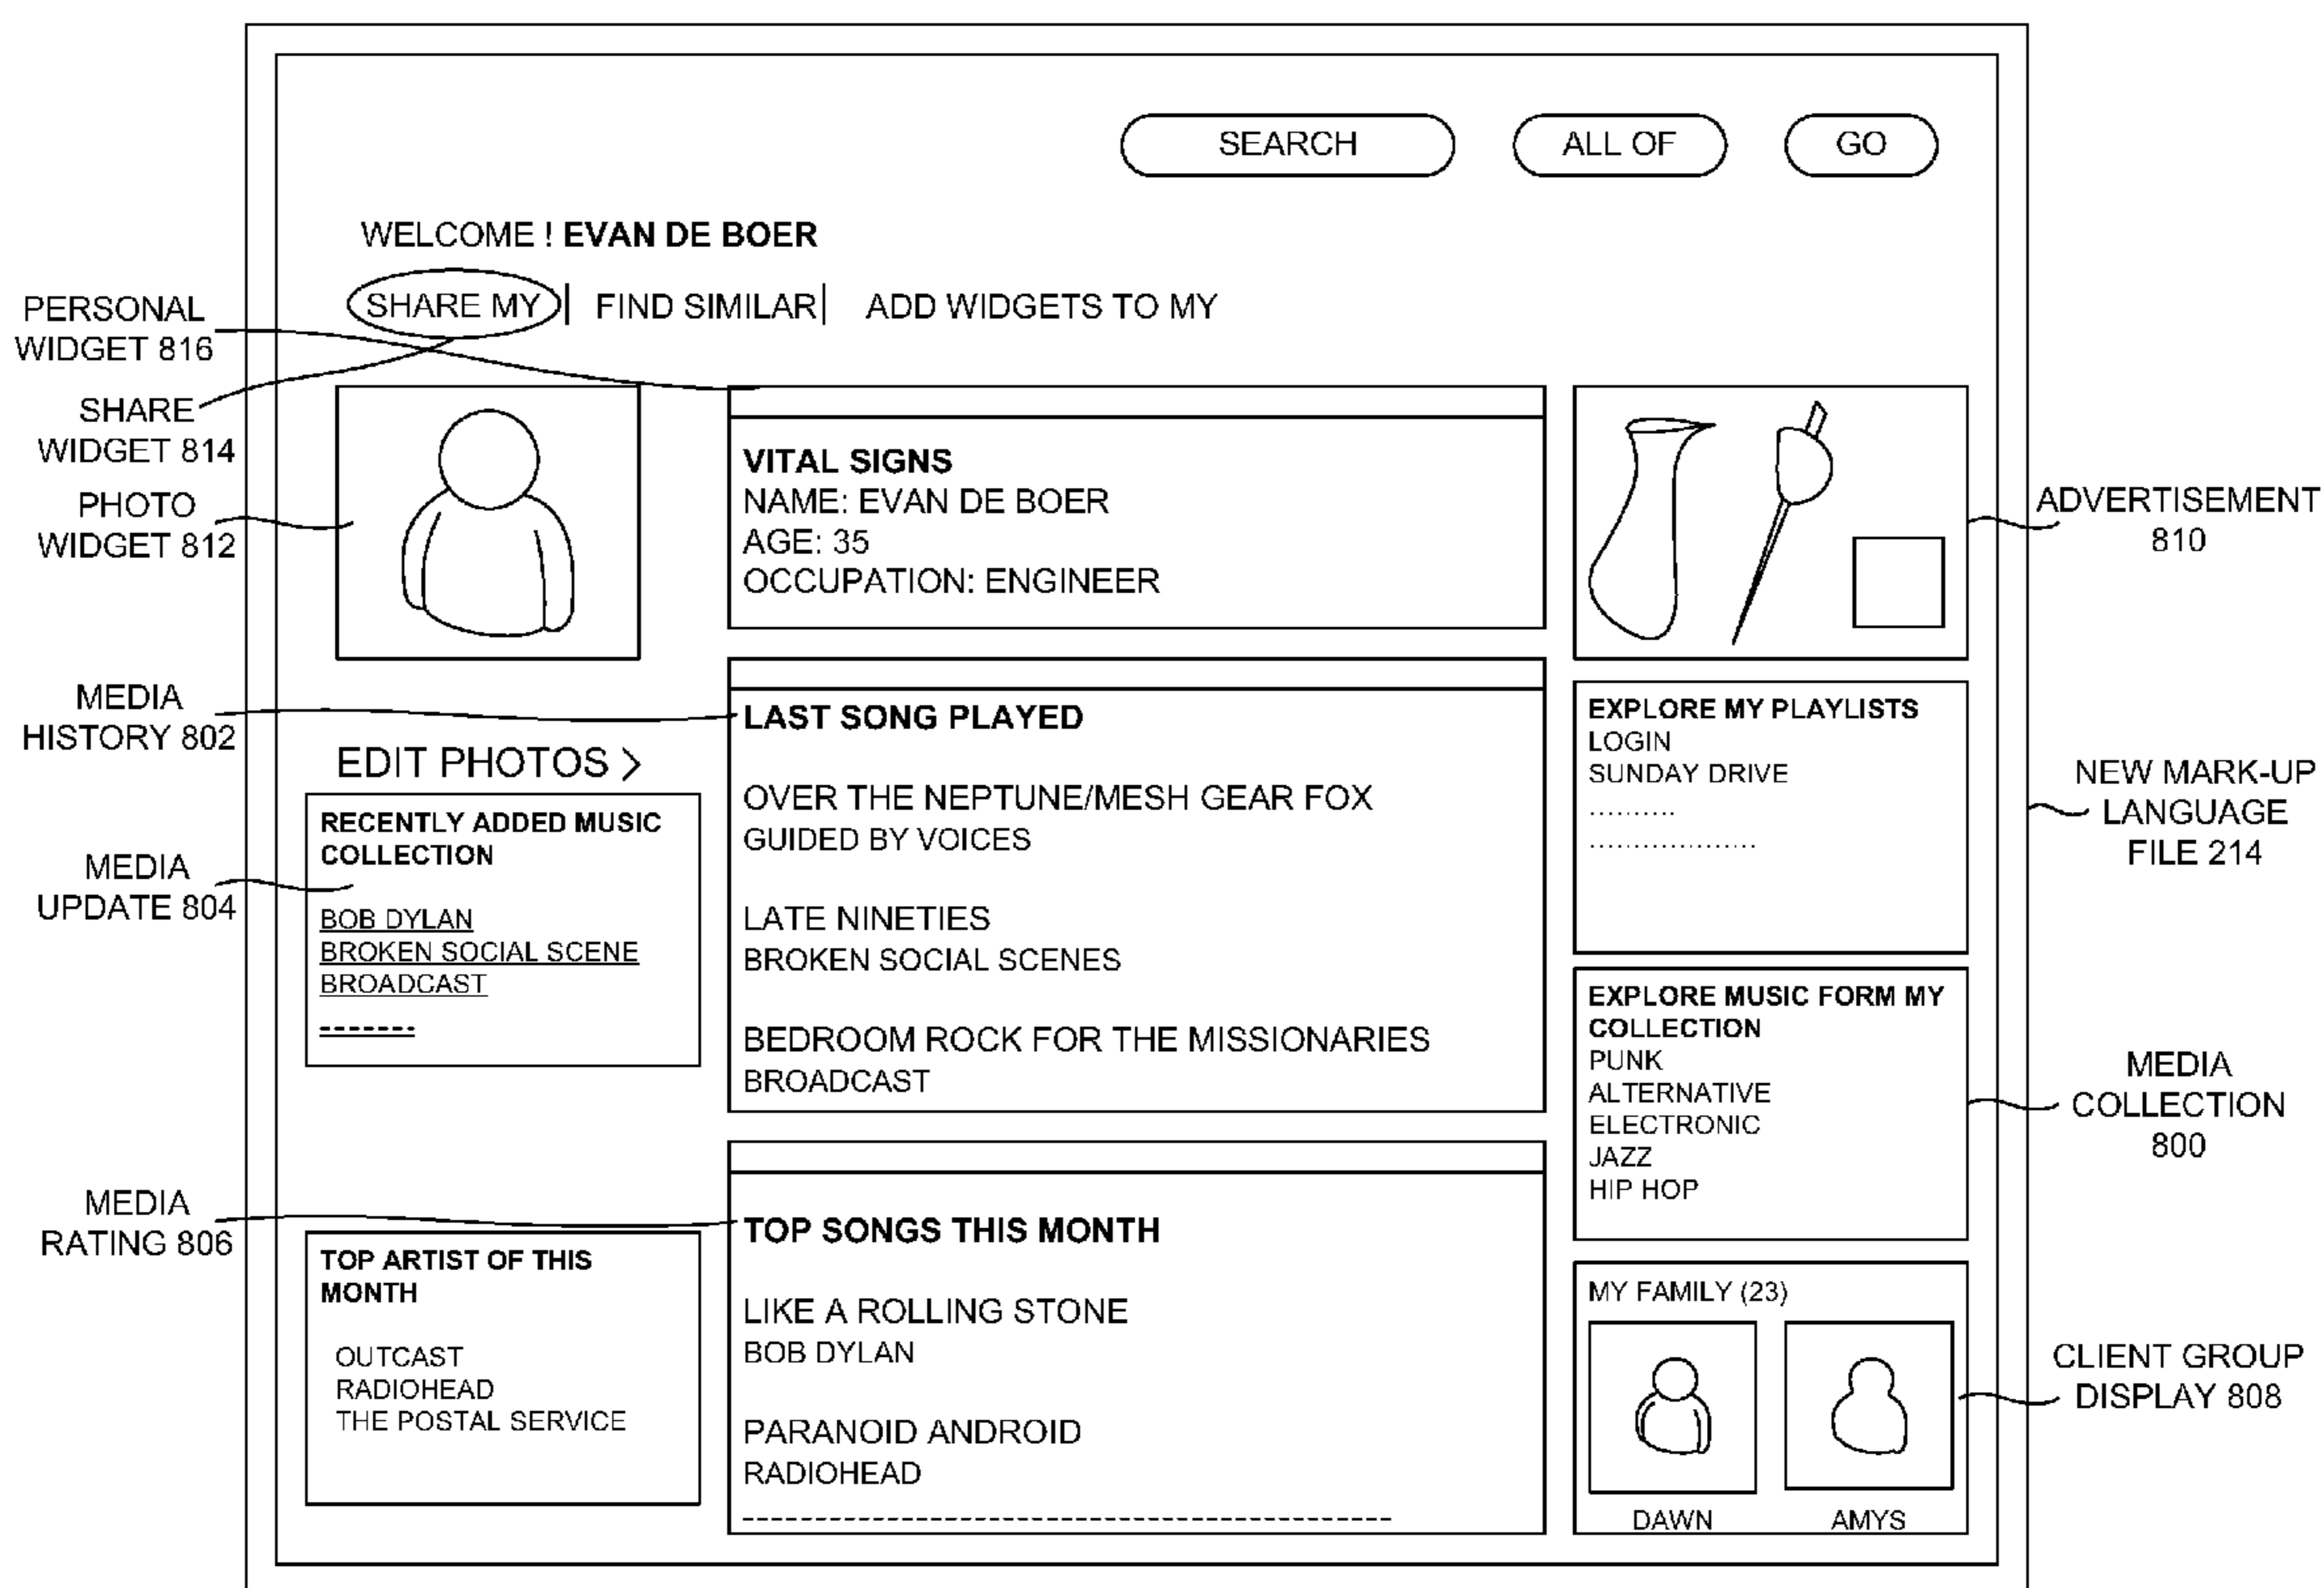 SEARCH
ALL OF
GO
WELCOME ! EVAN DE BOER
SHARE MY | FIND SIMILAR | ADD WIDGETS TO MY
PERSONAL
WIDGET 816
SHARE
WIDGET 814
PHOTO
WIDGET 812
MEDIA
HISTORY 802
MEDIA
UPDATE 804
MEDIA
RATING 806
EDIT PHOTOS >
RECENTLY ADDED MUSIC
COLLECTION
BOB DYLAN
BROKEN SOCIAL SCENE
BROADCAST
-------
TOP ARTIST OF THIS
MONTH
OUTCAST
RADIOHEAD
THE POSTAL SERVICE
VITAL SIGNS
NAME: EVAN DE BOER
AGE: 35
OCCUPATION: ENGINEER
LAST SONG PLAYED
OVER THE NEPTUNE/MESH GEAR FOX
GUIDED BY VOICES
LATE NINETIES
BROKEN SOCIAL SCENES
BEDROOM ROCK FOR THE MISSIONARIES
BROADCAST
TOP SONGS THIS MONTH
LIKE A ROLLING STONE
BOB DYLAN
PARANOID ANDROID
RADIOHEAD
EXPLORE MY PLAYLISTS
LOGIN
SUNDAY DRIVE
..........
...................
EXPLORE MUSIC FORM MY
COLLECTION
PUNK
ALTERNATIVE
ELECTRONIC
JAZZ
HIP HOP
MY FAMILY (23)
DAWN
AMYS
ADVERTISEMENT
810
NEW MARK-UP
LANGUAGE
FILE 214
MEDIA
COLLECTION
800
CLIENT GROUP
DISPLAY 808